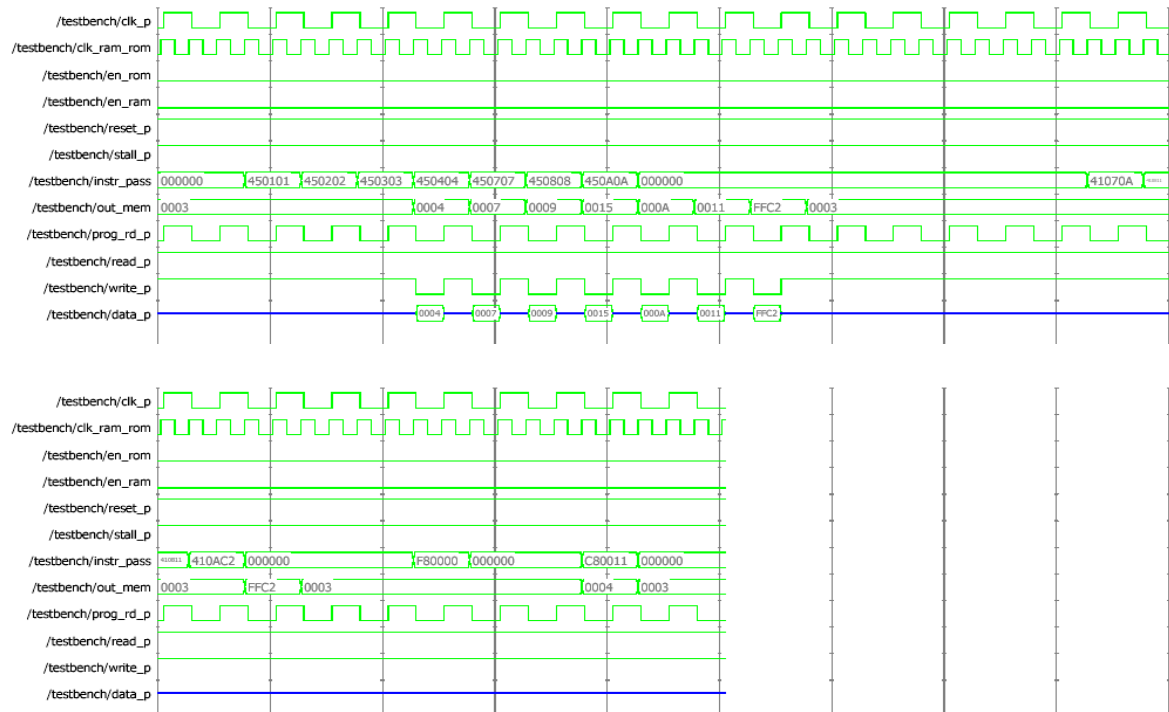 /testbench/clk_p
/testbench/clk_ram_rom
/testbench/en_rom
/testbench/en_ram
/testbench/reset_p
/testbench/stall_p
/testbench/instr_pass 000000 450101 450202 450303 450404 450707 450808 450A0A 000000 41070A
/testbench/out_mem 0003 0004 0007 0009 0015 000A 0011 FFC2 0003
/testbench/prog_rd_p
/testbench/read_p
/testbench/write_p
/testbench/data_p 0004 0007 0009 0015 000A 0011 FFC2
/testbench/clk_p
/testbench/clk_ram_rom
/testbench/en_rom
/testbench/en_ram
/testbench/reset_p
/testbench/stall_p
/testbench/instr_pass 410811 410AC2 000000 F80000 000000 C80011 000000
/testbench/out_mem 0003 FFC2 0003 0004 0003
/testbench/prog_rd_p
/testbench/read_p
/testbench/write_p
/testbench/data_p